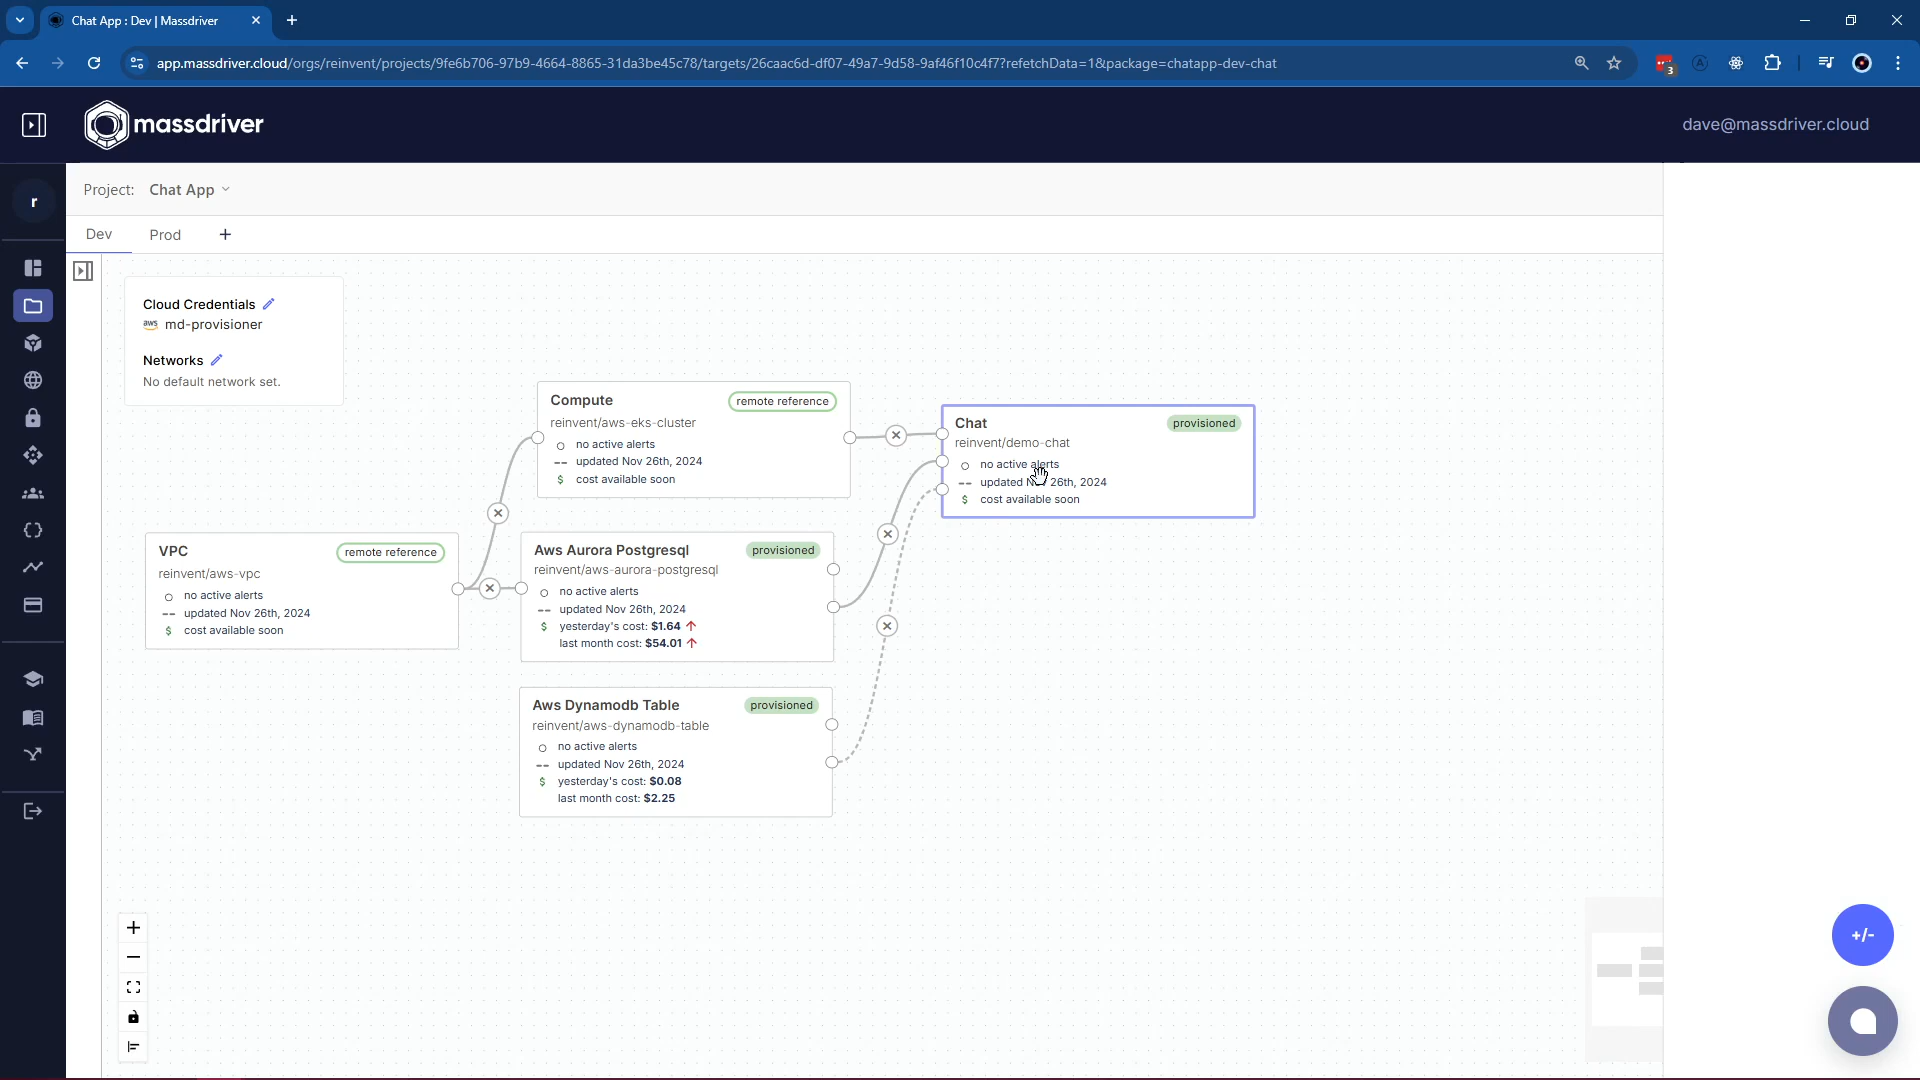 Chat App : Dev | Massdriver
app.massdriver.cloud/orgs/reinvent/projects/9fe6b706-97b9-4664-8865-31da3be45c78/targets/26caac6d-df07-49a7-9d58-9af46f10c4f7?refetchData=1&package=chatapp-dev-chat
3
massdriver
dave@massdriver.cloud
r
Project: Chat App
Dev
Prod
+
Cloud Credentials
aws md-provisioner
Networks
No default network set.
Compute
remote reference
reinvent/aws-eks-cluster
no active alerts
updated Nov 26th, 2024
$ cost available soon
Chat
provisioned
reinvent/demo-chat
no active alerts
updated Nov 26th, 2024
$ cost available soon
VPC
remote reference
reinvent/aws-vpc
no active alerts
updated Nov 26th, 2024
$ cost available soon
Aws Aurora Postgresql
provisioned
reinvent/aws-aurora-postgresql
no active alerts
updated Nov 26th, 2024
$ yesterday's cost: $1.64
last month cost: $54.01
Aws Dynamodb Table
provisioned
reinvent/aws-dynamodb-table
no active alerts
updated Nov 26th, 2024
$ yesterday's cost: $0.08
last month cost: $2.25
+/-